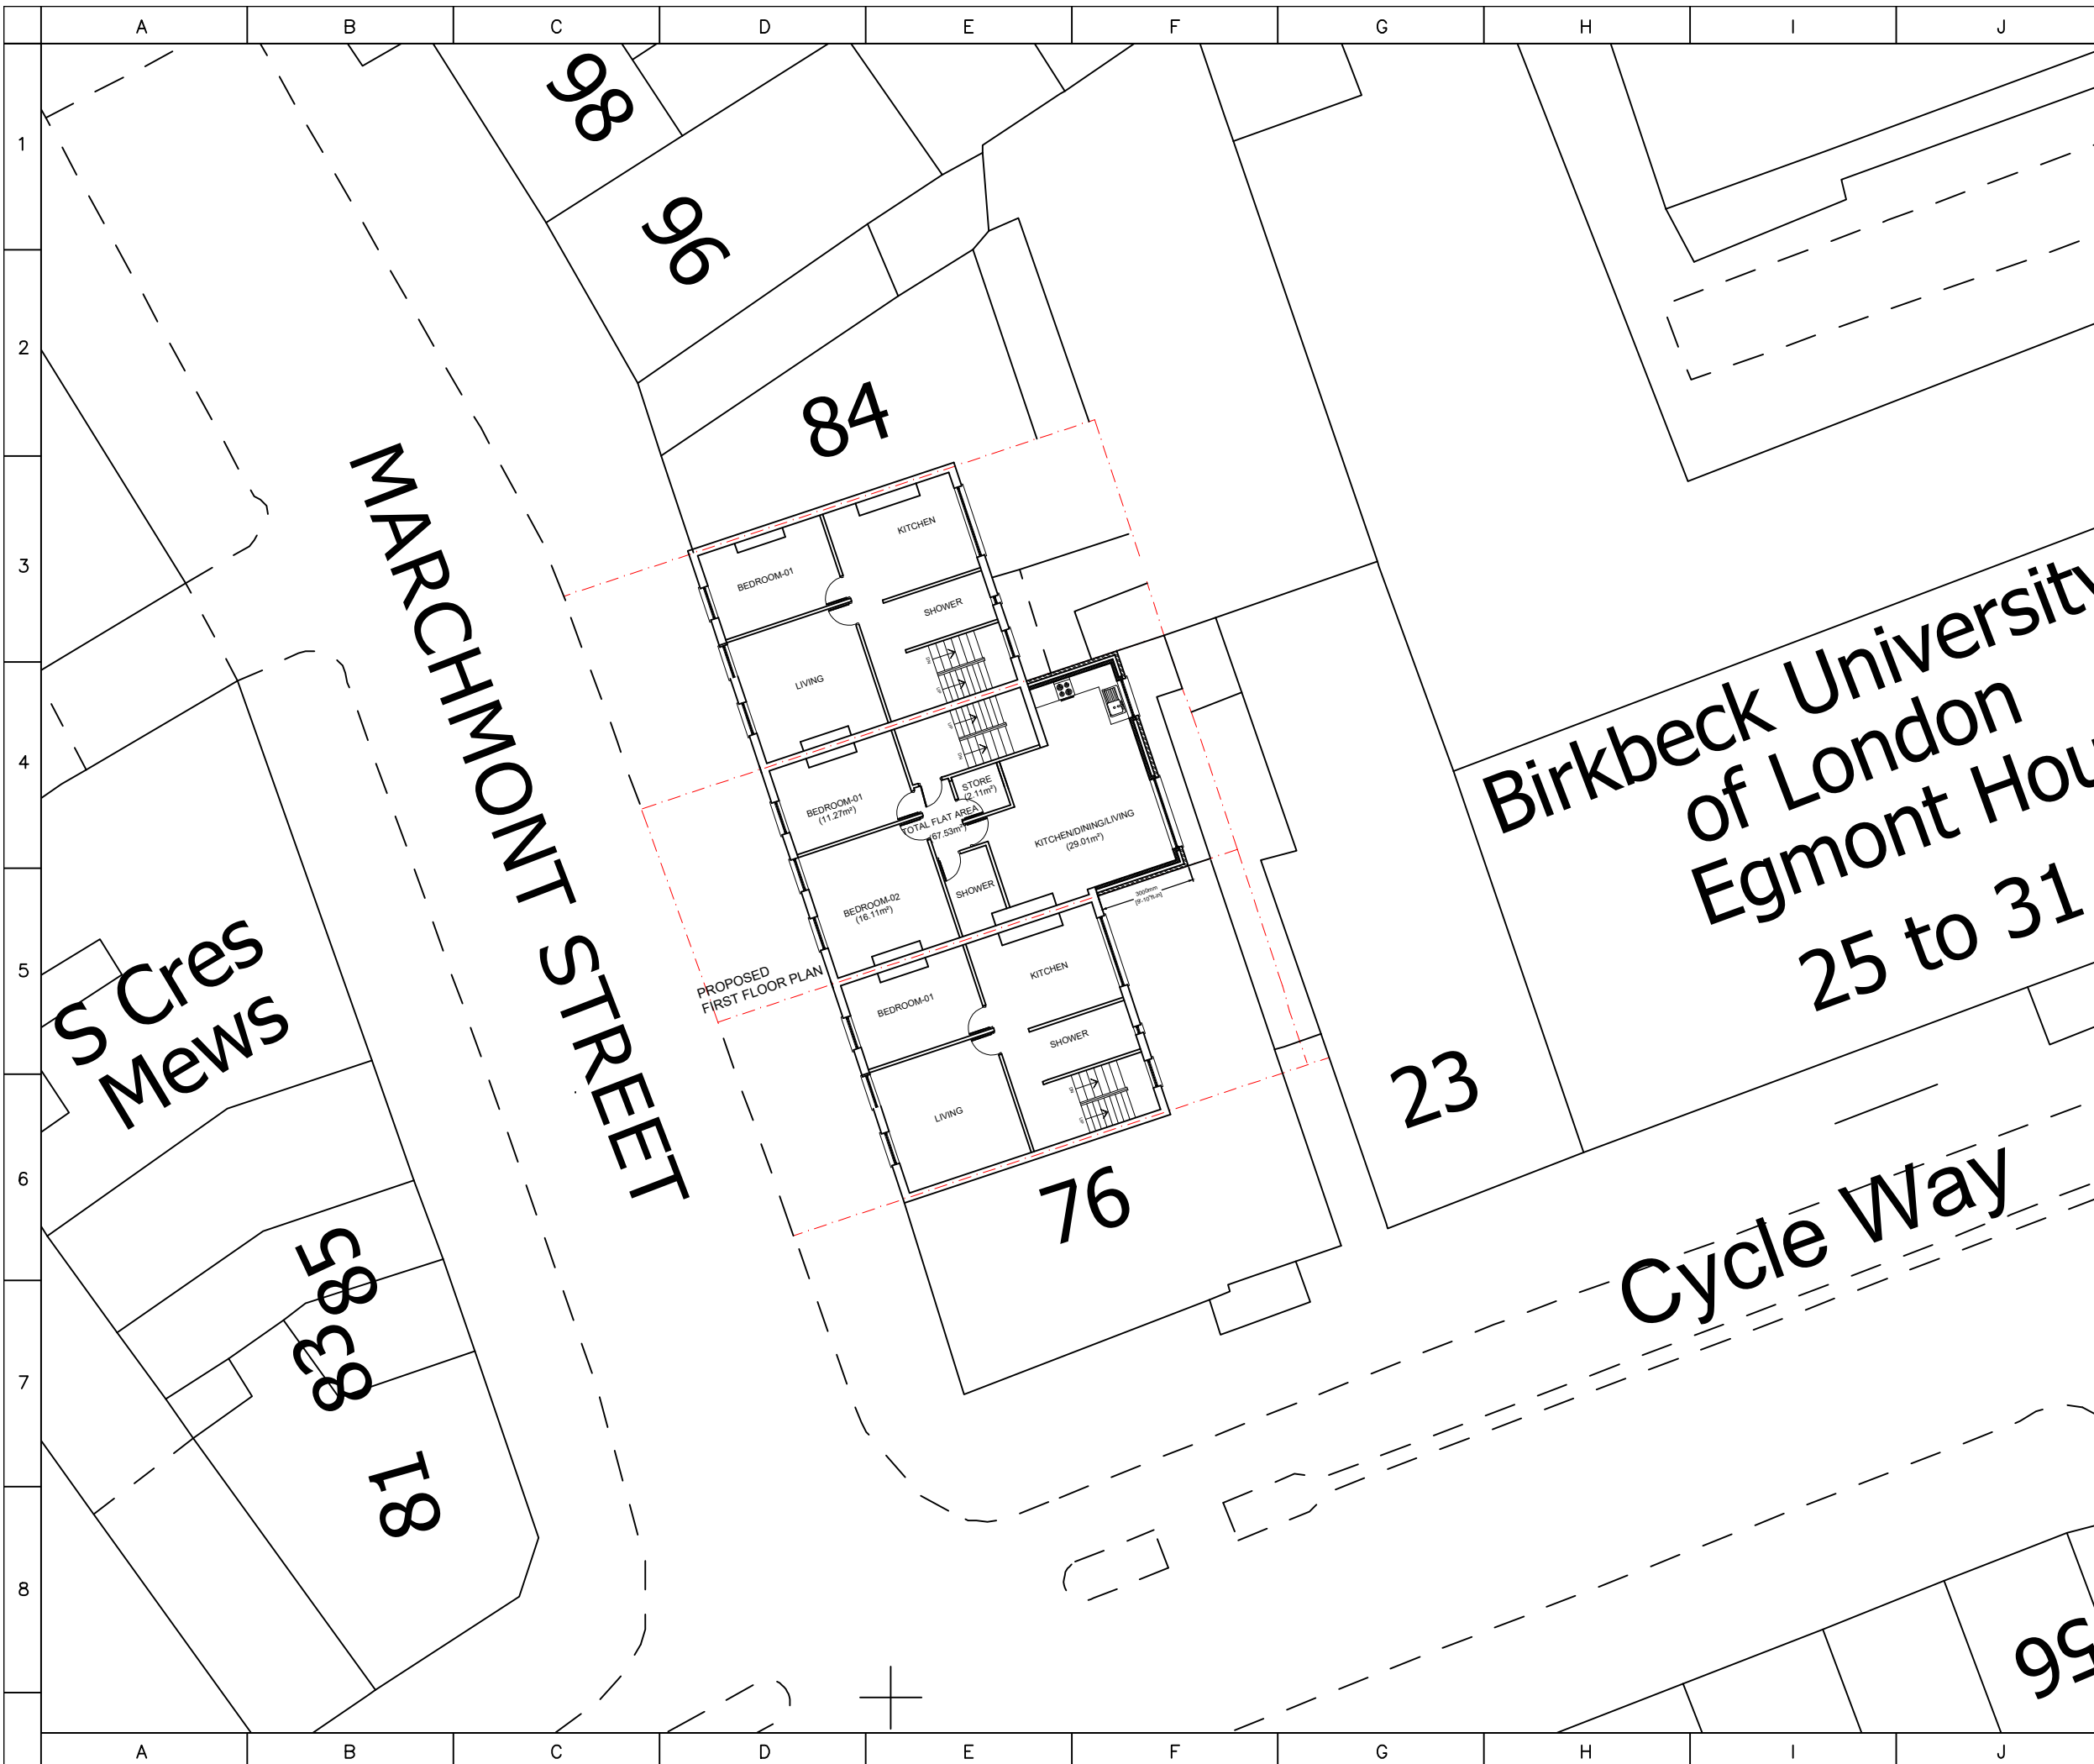 A B C D E F G H I J
1
2
3
4
5
6
7
8
98
96
84
MARCHMONT STREET
KITCHEN
BEDROOM-01
SHOWER
LIVING
BEDROOM-01
(11.27m²)
STORE
(2.11m²)
TOTAL FLAT AREA
(67.53m²)
KITCHEN/DINING/LIVING
(29.01m²)
BEDROOM-02
(16.11m²)
SHOWER
3000mm
PROPOSED
FIRST FLOOR PLAN
KITCHEN
BEDROOM-01
SHOWER
LIVING
76
Birkbeck University
of London
Egmont Hou
25 to 31
23
Cycle Way
S Cres
Mews
85
83
81
56
A B C D E F G H I J